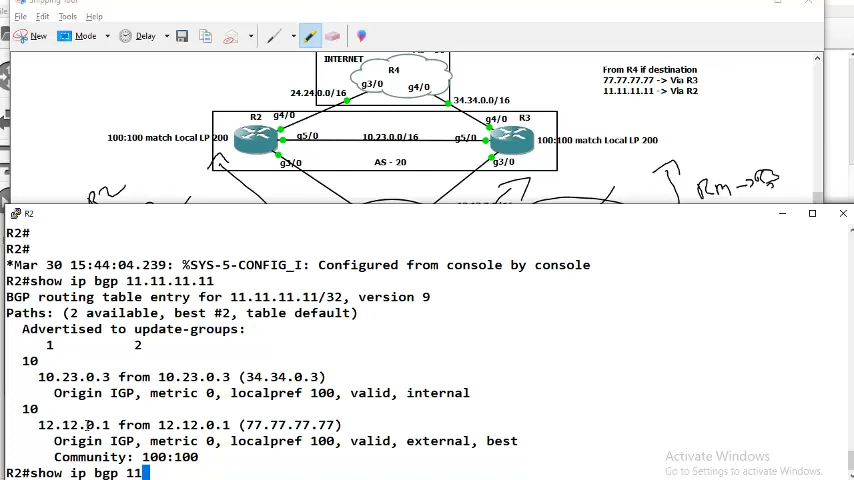 Snipping Tool
File Edit Tools Help
New Mode Delay
INTERNET
R4
g3/0
g4/0
24.24.0.0/16
34.34.0.0/16
From R4 if destination
77.77.77.77 -> Via R3
11.11.11.11 -> Via R2
R2
g4/0
g4/0
R3
100:100 match Local LP 200
g5/0
10.23.0.0/16
g5/0
100:100 match Local LP 200
g3/0
AS - 20
g3/0
R2
RM →
R2
R2#
R2#
*Mar 30 15:44:04.239: %SYS-5-CONFIG_I: Configured from console by console
R2#show ip bgp 11.11.11.11
BGP routing table entry for 11.11.11.11/32, version 9
Paths: (2 available, best #2, table default)
Advertised to update-groups:
1 2
10
10.23.0.3 from 10.23.0.3 (34.34.0.3)
Origin IGP, metric 0, localpref 100, valid, internal
10
12.12.0.1 from 12.12.0.1 (77.77.77.77)
Origin IGP, metric 0, localpref 100, valid, external, best
Community: 100:100
R2#show ip bgp 11
Activate Windows
Go to Settings to activate Windows.